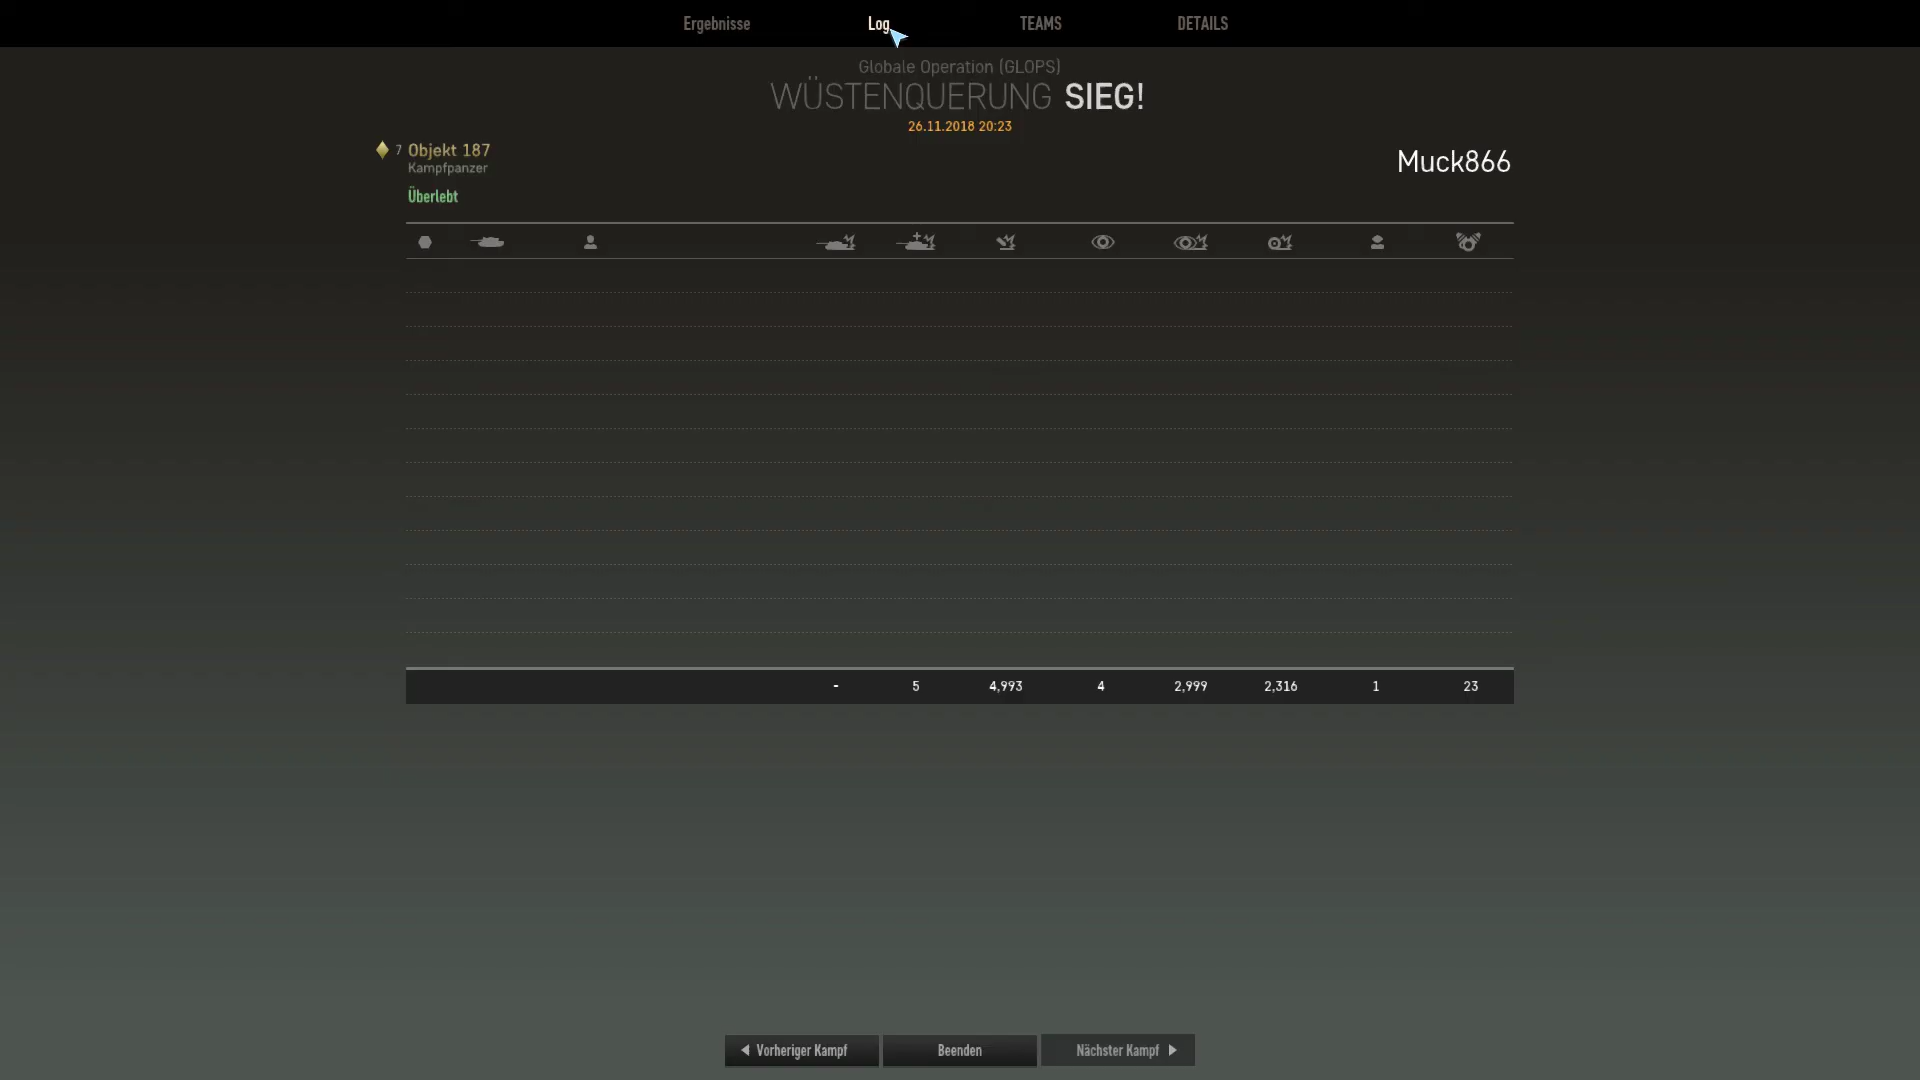 Ergebnisse Log TEAMS DETAILS
Globale Operation (GLOPS)
WÜSTENQUERUNG SIEG!
26.11.2018 20:23
7 Objekt 187
Kampfpanzer
Muck866
Überlebt
- 5 4,993 4 2,999 2,316 1 23
Vorheriger Kampf Beenden Nächster Kampf